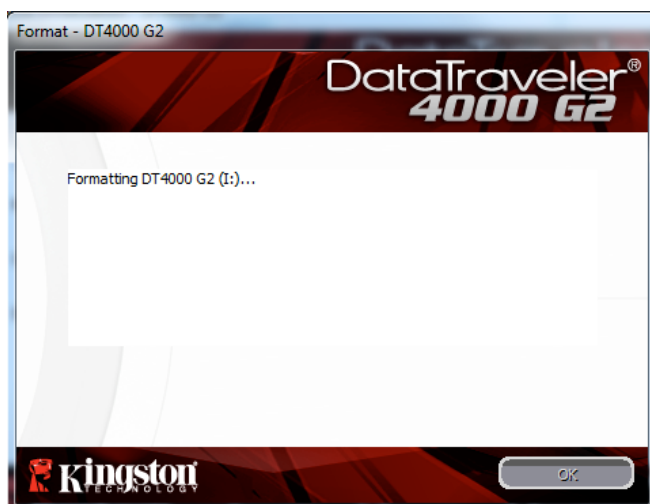 Format - DT4000 G2
DataTraveler®
4000 G2
Formatting DT4000 G2 (I:)...
Kingston
TECHNOLOGY
OK